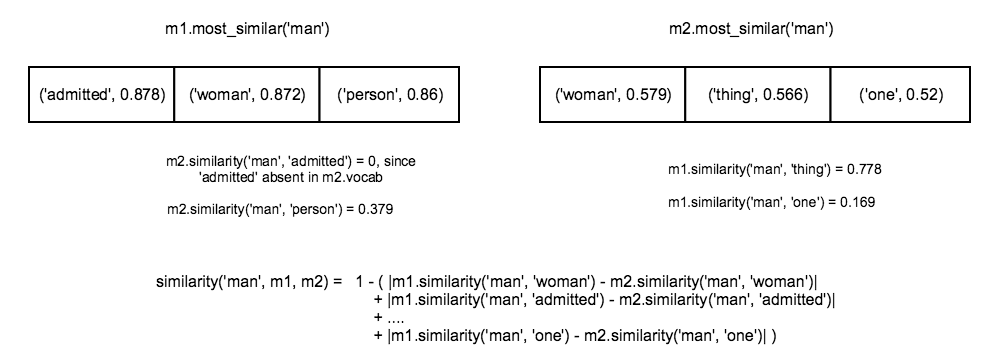 m1.most_similar('man')
m2.most_simlar('man')
('admitted', 0.878) ('woman', 0.872) ('person', 0.86)
('woman', 0.579) ('thing', 0.566) ('one', 0.52)
m2.similarity('man', 'admitted') = 0, since
'admitted' absent in m2.vocab
m2.similarity('man', 'person') = 0.379
m1.similarity('man', 'thing') = 0.778
m1.similarity('man', 'one') = 0.169
similarity('man', m1, m2) = 1 - ( |m1.similarity('man', 'woman') - m2.similarity('man', 'woman')|
+ |m1.similarity('man', 'admitted') - m2.similarity('man', 'admitted')|
+ ....
+ |m1.similarity('man', 'one') - m2.similarity('man', 'one')| )